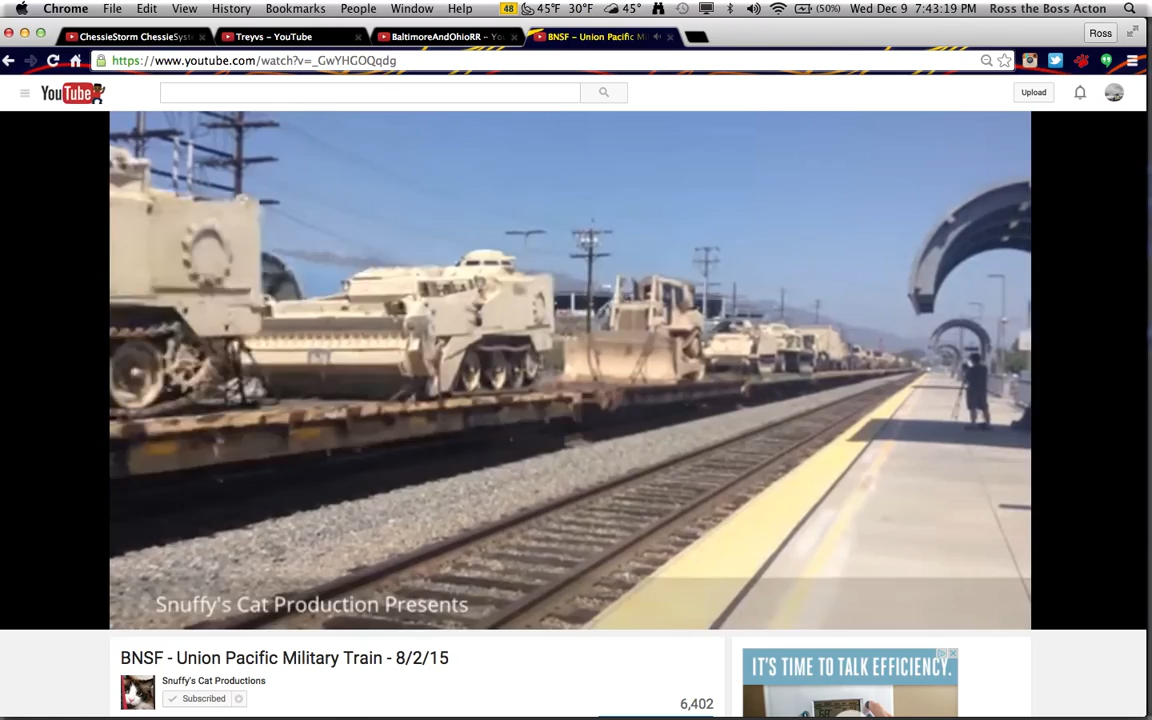 Chrome File Edit View History Bookmarks People Window Help 48 45°F 30°F 45° (50%) Wed Dec 9 7:43:19 PM Ross the Boss Acton
ChessieStorm ChessieSyst Treyvs – YouTube BaltimoreAndOhioRR – Yo BNSF – Union Pacific Mi Ross
https://www.youtube.com/watch?v=_GwYHGOQqdg
YouTube Upload
Snuffy's Cat Production Presents
BNSF - Union Pacific Military Train - 8/2/15
Snuffy's Cat Productions
Subscribed
6,402
IT'S TIME TO TALK EFFICIENCY.